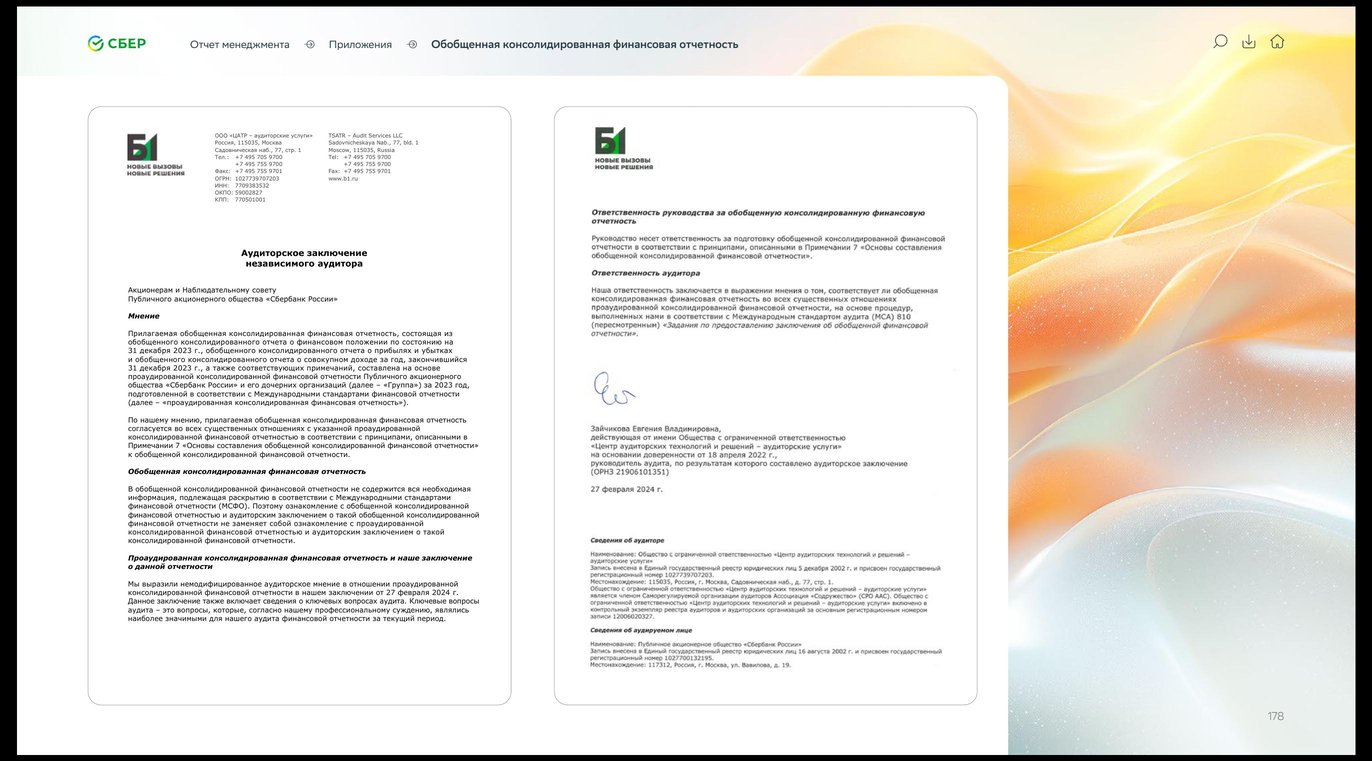 СБЕР
Отчет менеджмента
Приложения
Обобщенная консолидированная финансовая отчетность
Б1
НОВЫЕ ВЫЗОВЫ
НОВЫЕ РЕШЕНИЯ
ООО «ЦАТР – аудиторские услуги»
Россия, 115035, Москва
Садовническая наб., 77, стр. 1
Тел.: +7 495 705 9700
+7 495 755 9700
Факс: +7 495 755 9701
ОГРН: 1027739707203
ИНН: 7709383532
ОКПО: 59002827
КПП: 770501001
TSATR – Audit Services LLC
Sadovnicheskaya Nab., 77, bld. 1
Moscow, 115035, Russia
Tel: +7 495 705 9700
+7 495 755 9700
Fax: +7 495 755 9701
www.b1.ru
Аудиторское заключение
независимого аудитора
Акционерам и Наблюдательному совету
Публичного акционерного общества «Сбербанк России»
Мнение
Прилагаемая обобщенная консолидированная финансовая отчетность, состоящая из
обобщенного консолидированного отчета о финансовом положении по состоянию на
31 декабря 2023 г., обобщенного консолидированного отчета о прибылях и убытках
и обобщенного консолидированного отчета о совокупном доходе за год, закончившийся
31 декабря 2023 г., а также соответствующих примечаний, составлена на основе
проаудированной консолидированной финансовой отчетности Публичного акционерного
общества «Сбербанк России» и его дочерних организаций (далее – «Группа») за 2023 год,
подготовленной в соответствии с Международными стандартами финансовой отчетности
(далее – «проаудированная консолидированная финансовая отчетность»).
По нашему мнению, прилагаемая обобщенная консолидированная финансовая отчетность
согласуется во всех существенных отношениях с указанной проаудированной
консолидированной финансовой отчетностью в соответствии с принципами, описанными в
Примечании 7 «Основы составления обобщенной консолидированной финансовой отчетности»
к обобщенной консолидированной финансовой отчетности.
Обобщенная консолидированная финансовая отчетность
В обобщенной консолидированной финансовой отчетности не содержится вся необходимая
информация, подлежащая раскрытию в соответствии с Международными стандартами
финансовой отчетности (МСФО). Поэтому ознакомление с обобщенной консолидированной
финансовой отчетностью и аудиторским заключением о такой обобщенной консолидированной
финансовой отчетности не заменяет собой ознакомление с проаудированной
консолидированной финансовой отчетностью и аудиторским заключением о такой
консолидированной финансовой отчетности.
Проаудированная консолидированная финансовая отчетность и наше заключение
о данной отчетности
Мы выразили немодифицированное аудиторское мнение в отношении проаудированной
консолидированной финансовой отчетности в нашем заключении от 27 февраля 2024 г.
Данное заключение также включает сведения о ключевых вопросах аудита. Ключевые вопросы
аудита – это вопросы, которые, согласно нашему профессиональному суждению, являлись
наиболее значимыми для нашего аудита финансовой отчетности за текущий период.
Б1
НОВЫЕ ВЫЗОВЫ
НОВЫЕ РЕШЕНИЯ
Ответственность руководства за обобщенную консолидированную финансовую
отчетность
Руководство несет ответственность за подготовку обобщенной консолидированной финансовой
отчетности в соответствии с принципами, описанными в Примечании 7 «Основы составления
обобщенной консолидированной финансовой отчетности».
Ответственность аудитора
Наша ответственность заключается в выражении мнения о том, соответствует ли обобщенная
консолидированная финансовая отчетность во всех существенных отношениях
проаудированной консолидированной финансовой отчетности, на основе процедур,
выполненных нами в соответствии с Международным стандартом аудита (МСА) 810
(пересмотренным) «Задания по предоставлению заключения об обобщенной финансовой
отчетности».
Зайчикова Евгения Владимировна,
действующая от имени Общества с ограниченной ответственностью
«Центр аудиторских технологий и решений – аудиторские услуги»
на основании доверенности от 18 апреля 2022 г.,
руководитель аудита, по результатам которого составлено аудиторское заключение
(ОРНЗ 21906101351)
27 февраля 2024 г.
Сведения об аудиторе
Наименование: Общество с ограниченной ответственностью «Центр аудиторских технологий и решений –
аудиторские услуги»
Запись внесена в Единый государственный реестр юридических лиц 5 декабря 2002 г. и присвоен государственный
регистрационный номер 1027739707203.
Местонахождение: 115035, Россия, г. Москва, Садовническая наб., д. 77, стр. 1.
Общество с ограниченной ответственностью «Центр аудиторских технологий и решений – аудиторские услуги»
является членом Саморегулируемой организации аудиторов Ассоциация «Содружество» (СРО ААС). Общество с
ограниченной ответственностью «Центр аудиторских технологий и решений – аудиторские услуги» включено в
контрольный экземпляр реестра аудиторов и аудиторских организаций за основным регистрационным номером
записи 12006020327.
Сведения об аудируемом лице
Наименование: Публичное акционерное общество «Сбербанк России»
Запись внесена в Единый государственный реестр юридических лиц 16 августа 2002 г. и присвоен государственный
регистрационный номер 1027700132195.
Местонахождение: 117312, Россия, г. Москва, ул. Вавилова, д. 19.
178